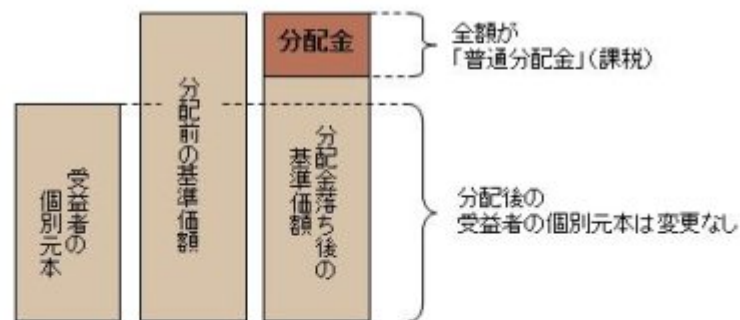 分配金
全額が
「普通分配金」(課税)
受益者の
個別元本
分配前の基準価額
分配金落ち後の
基準価額
分配後の
受益者の個別元本は変更なし